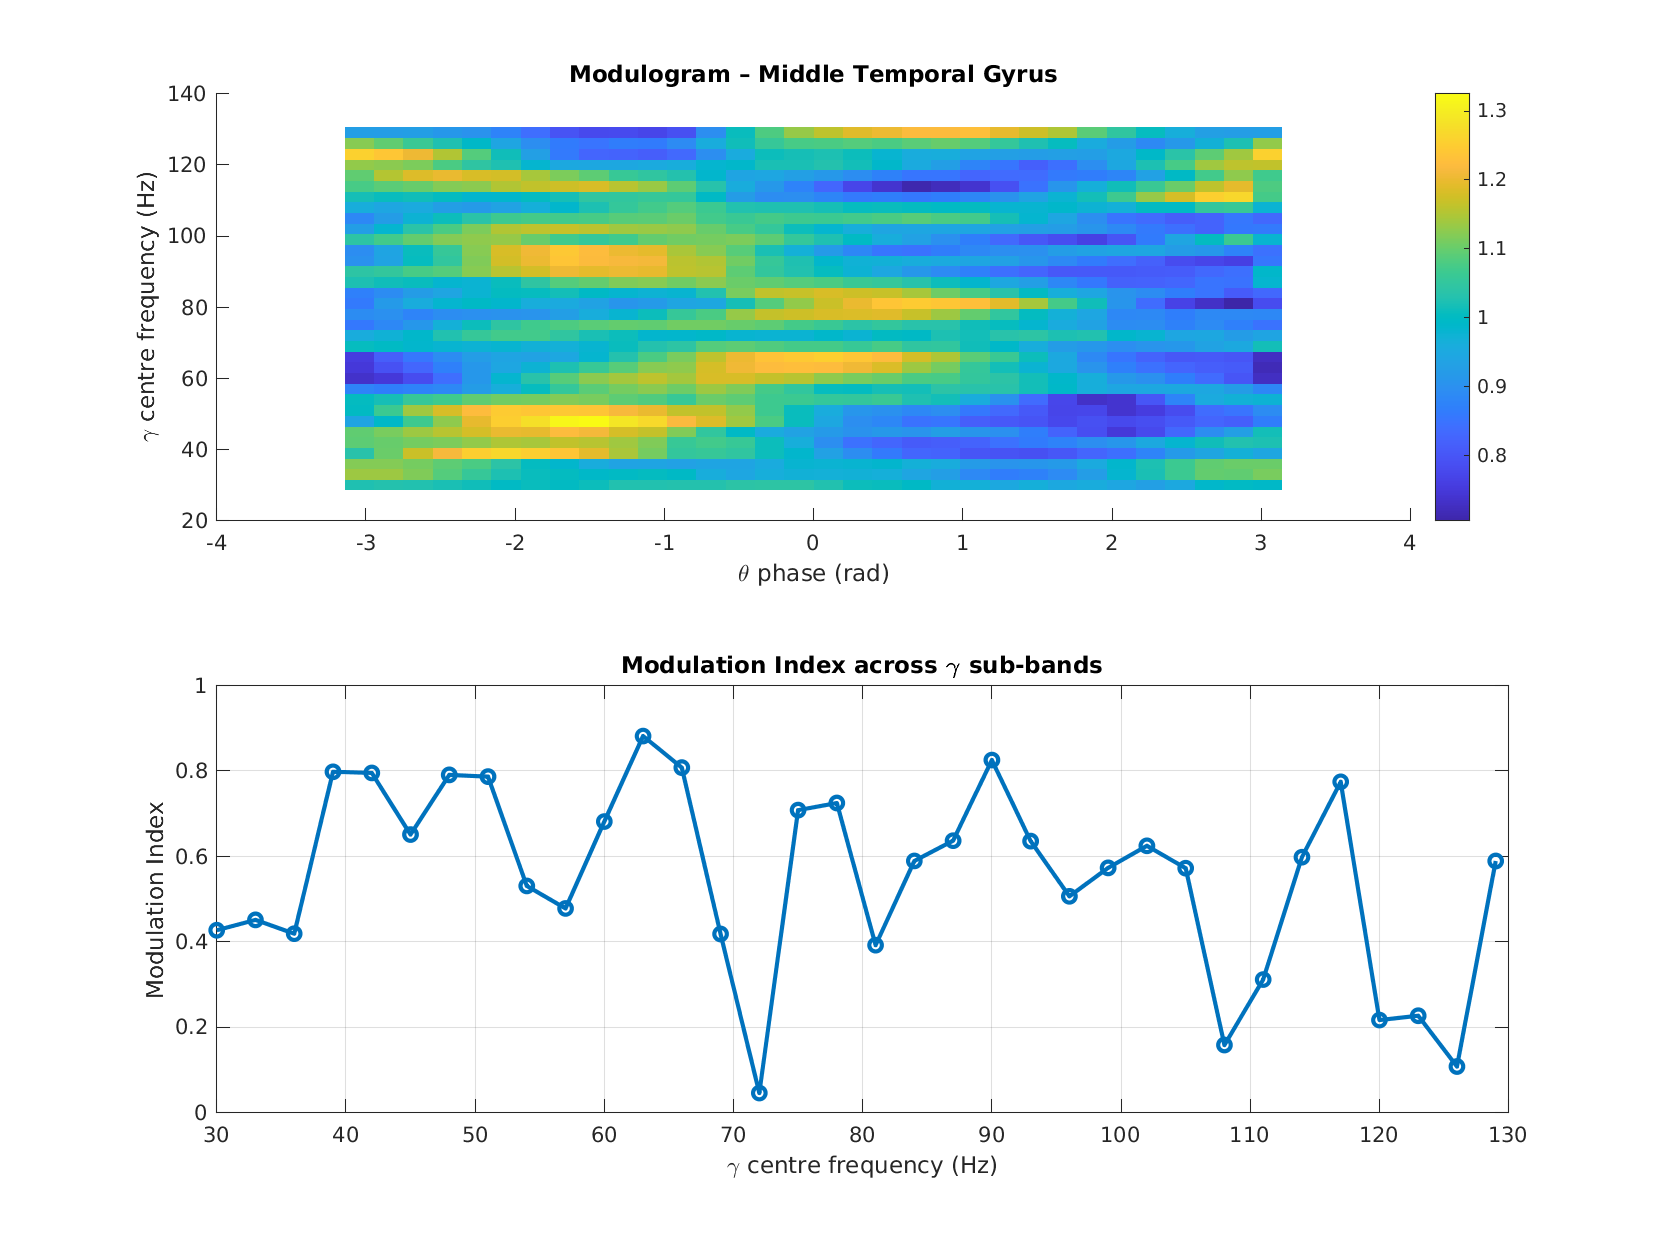 Modulogram – Middle Temporal Gyrus
140
120
100
80
60
40
20
γ centre frequency (Hz)
-4 -3 -2 -1 0 1 2 3 4
θ phase (rad)
1.3
1.2
1.1
1
0.9
0.8
Modulation Index across γ sub-bands
1
0.8
0.6
0.4
0.2
0
Modulation Index
30 40 50 60 70 80 90 100 110 120 130
γ centre frequency (Hz)